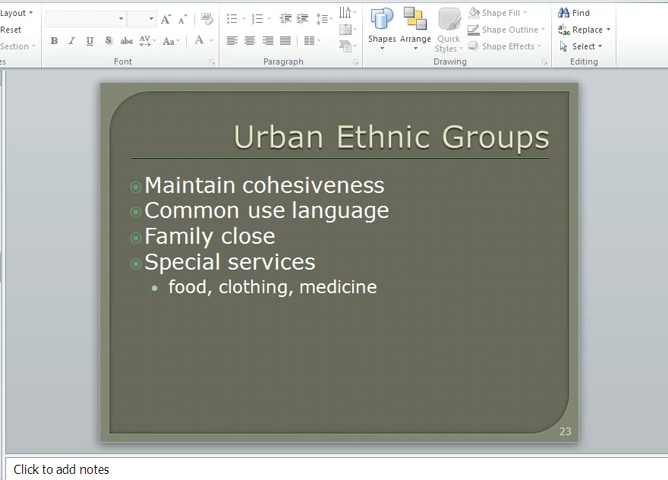 Layout
Reset
Section
Font
Paragraph
Shapes
Arrange
Quick
Styles
Shape Fill
Shape Outline
Shape Effects
Drawing
Find
Replace
Select
Editing
Urban Ethnic Groups
Maintain cohesiveness
Common use language
Family close
Special services
food, clothing, medicine
23
Click to add notes